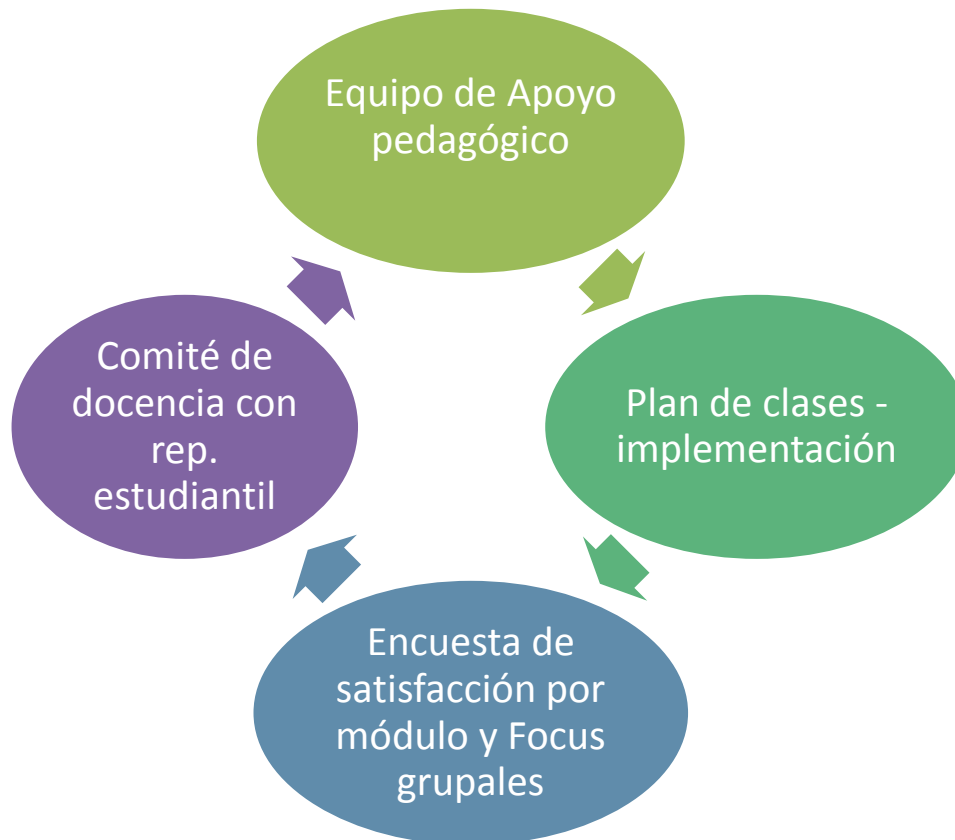 Equipo de Apoyo
pedagógico
Comité de
docencia con
rep.
estudiantil
Plan de clases -
implementación
Encuesta de
satisfacción por
módulo y Focus
grupales